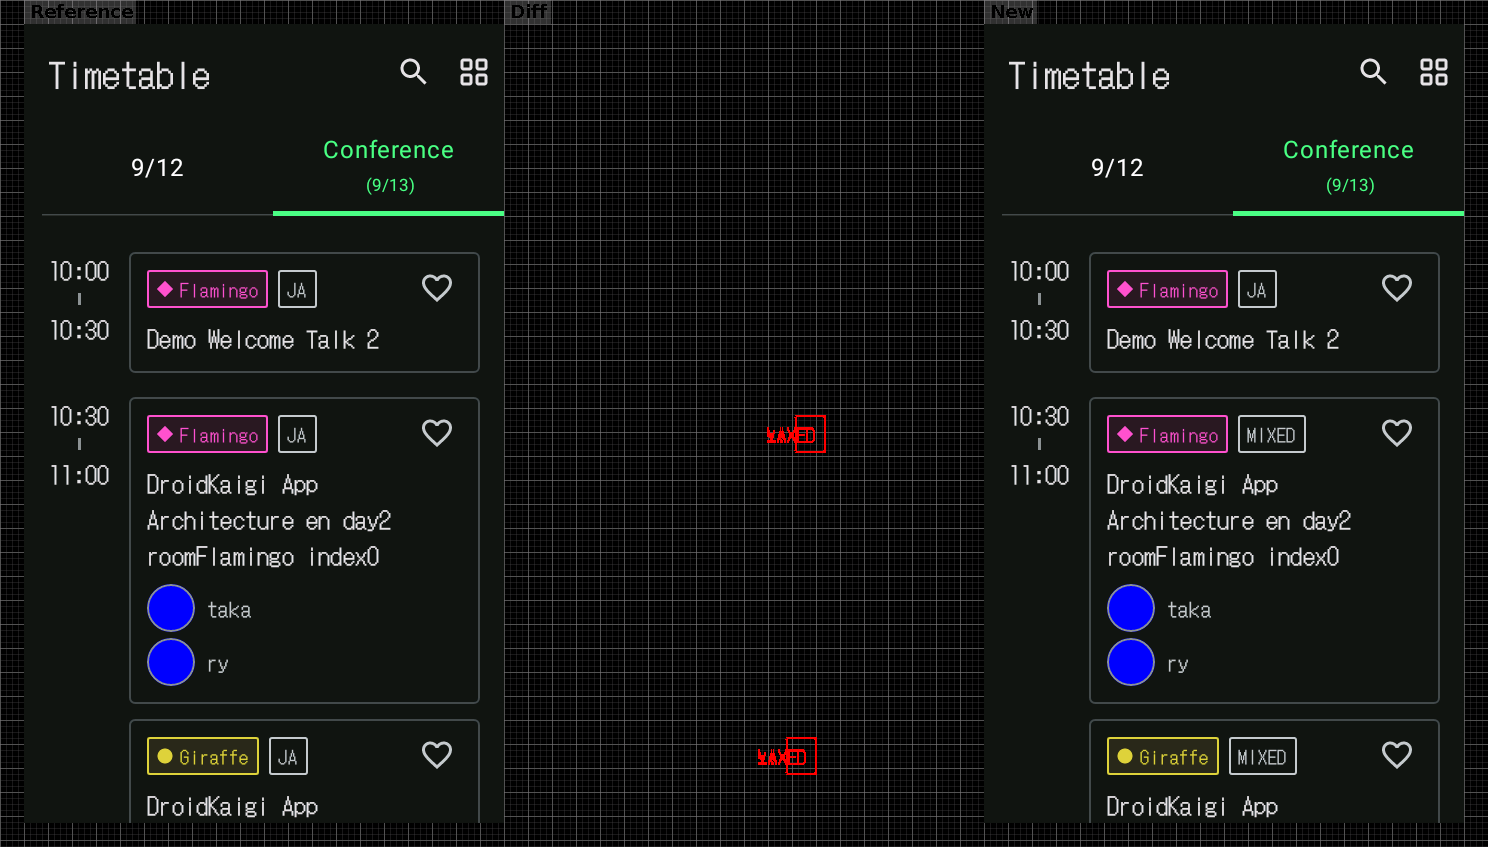 Reference
Timetable
9/12
Conference
(9/13)
10:00
10:30
Flamingo
JA
Demo Welcome Talk 2
10:30
11:00
Flamingo
JA
DroidKaigi App
Architecture en day2
roomFlamingo index0
taka
ry
Giraffe
JA
DroidKaigi App
Diff
New
Timetable
9/12
Conference
(9/13)
10:00
10:30
Flamingo
JA
Demo Welcome Talk 2
10:30
11:00
Flamingo
MIXED
DroidKaigi App
Architecture en day2
roomFlamingo index0
taka
ry
Giraffe
MIXED
DroidKaigi App